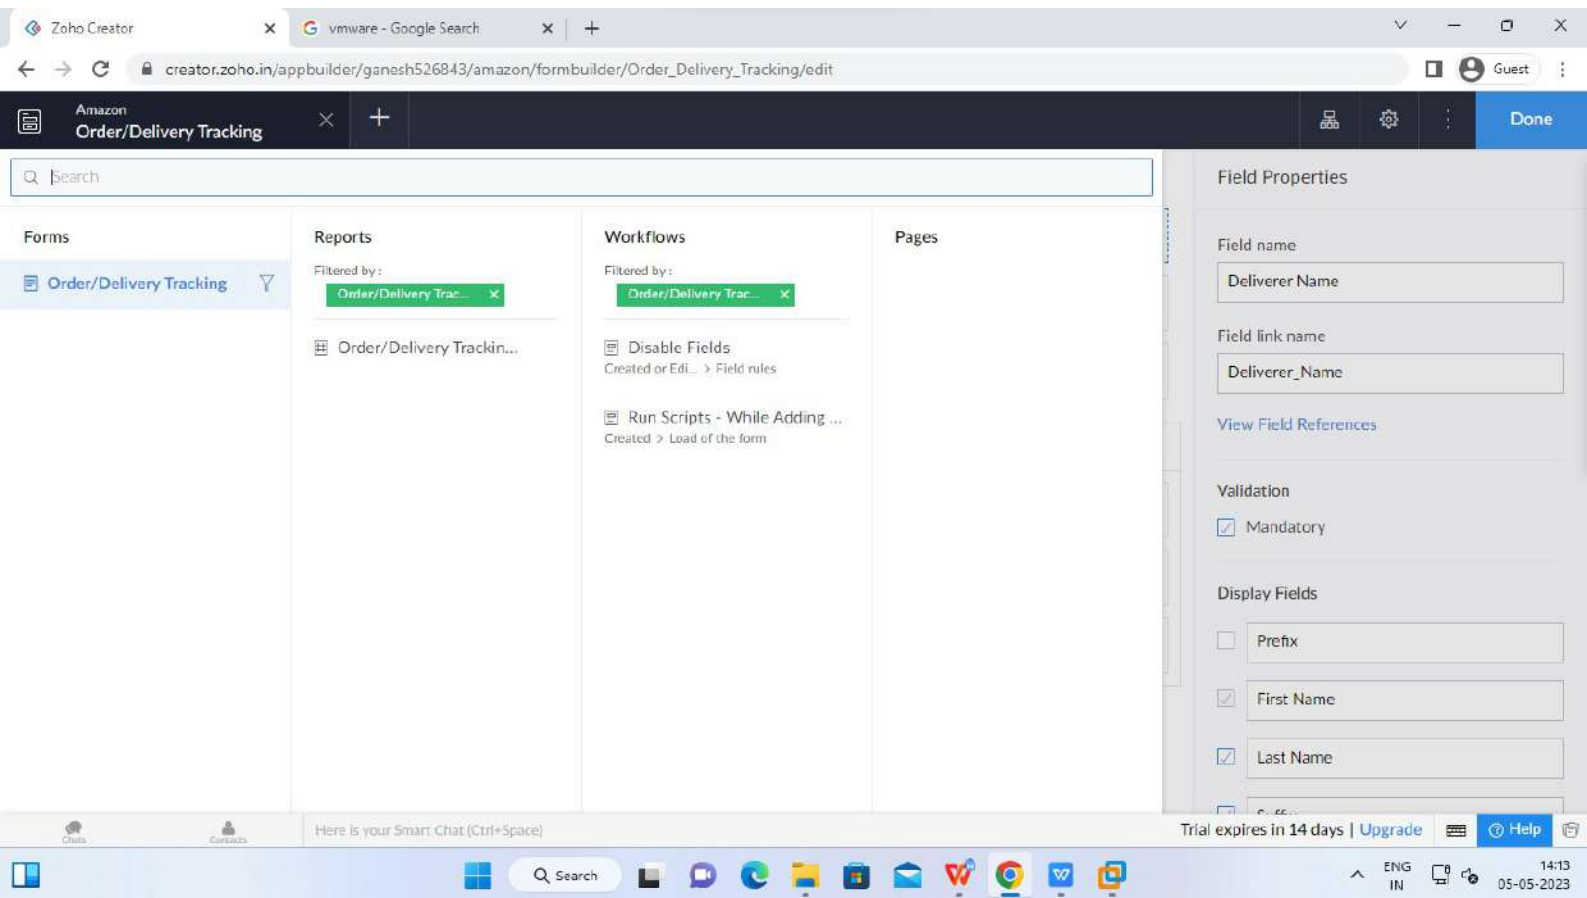 Zoho Creator
vmware - Google Search
creator.zoho.in/appbuilder/ganesh526843/amazon/formbuilder/Order_Delivery_Tracking/edit
Guest
Amazon
Order/Delivery Tracking
Done
Search
Field Properties
Forms
Reports
Workflows
Pages
Field name
Order/Delivery Tracking
Filtered by :
Order/Delivery Trac...
Filtered by :
Order/Delivery Trac...
Deliverer Name
Order/Delivery Trackin...
Disable Fields
Created or Edi... > Field rules
Field link name
Deliverer_Name
Run Scripts - While Adding ...
Created > Load of the form
View Field References
Validation
Mandatory
Display Fields
Prefix
First Name
Last Name
Chats
Contacts
Here is your Smart Chat (Ctrl+Space)
Trial expires in 14 days | Upgrade
Help
Search
ENG
IN
14:13
05-05-2023